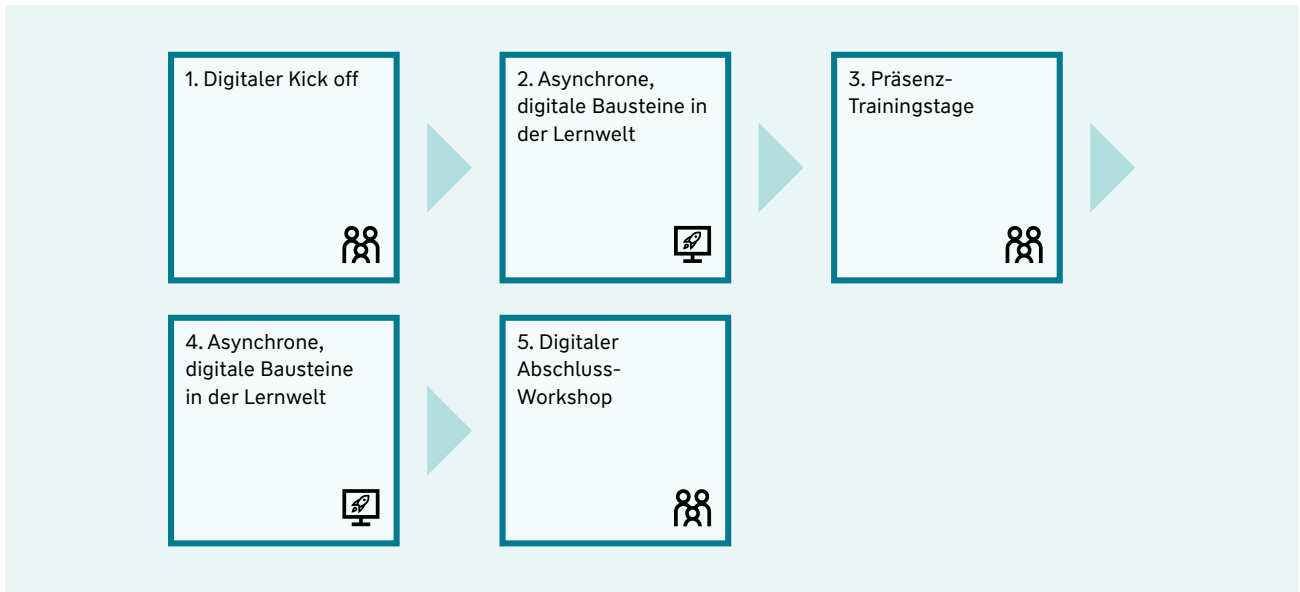 1. Digitaler Kick off
2. Asynchrone,
digitale Bausteine in
der Lernwelt
3. Präsenz-
Trainingstage
4. Asynchrone,
digitale Bausteine
in der Lernwelt
5. Digitaler
Abschluss-
Workshop